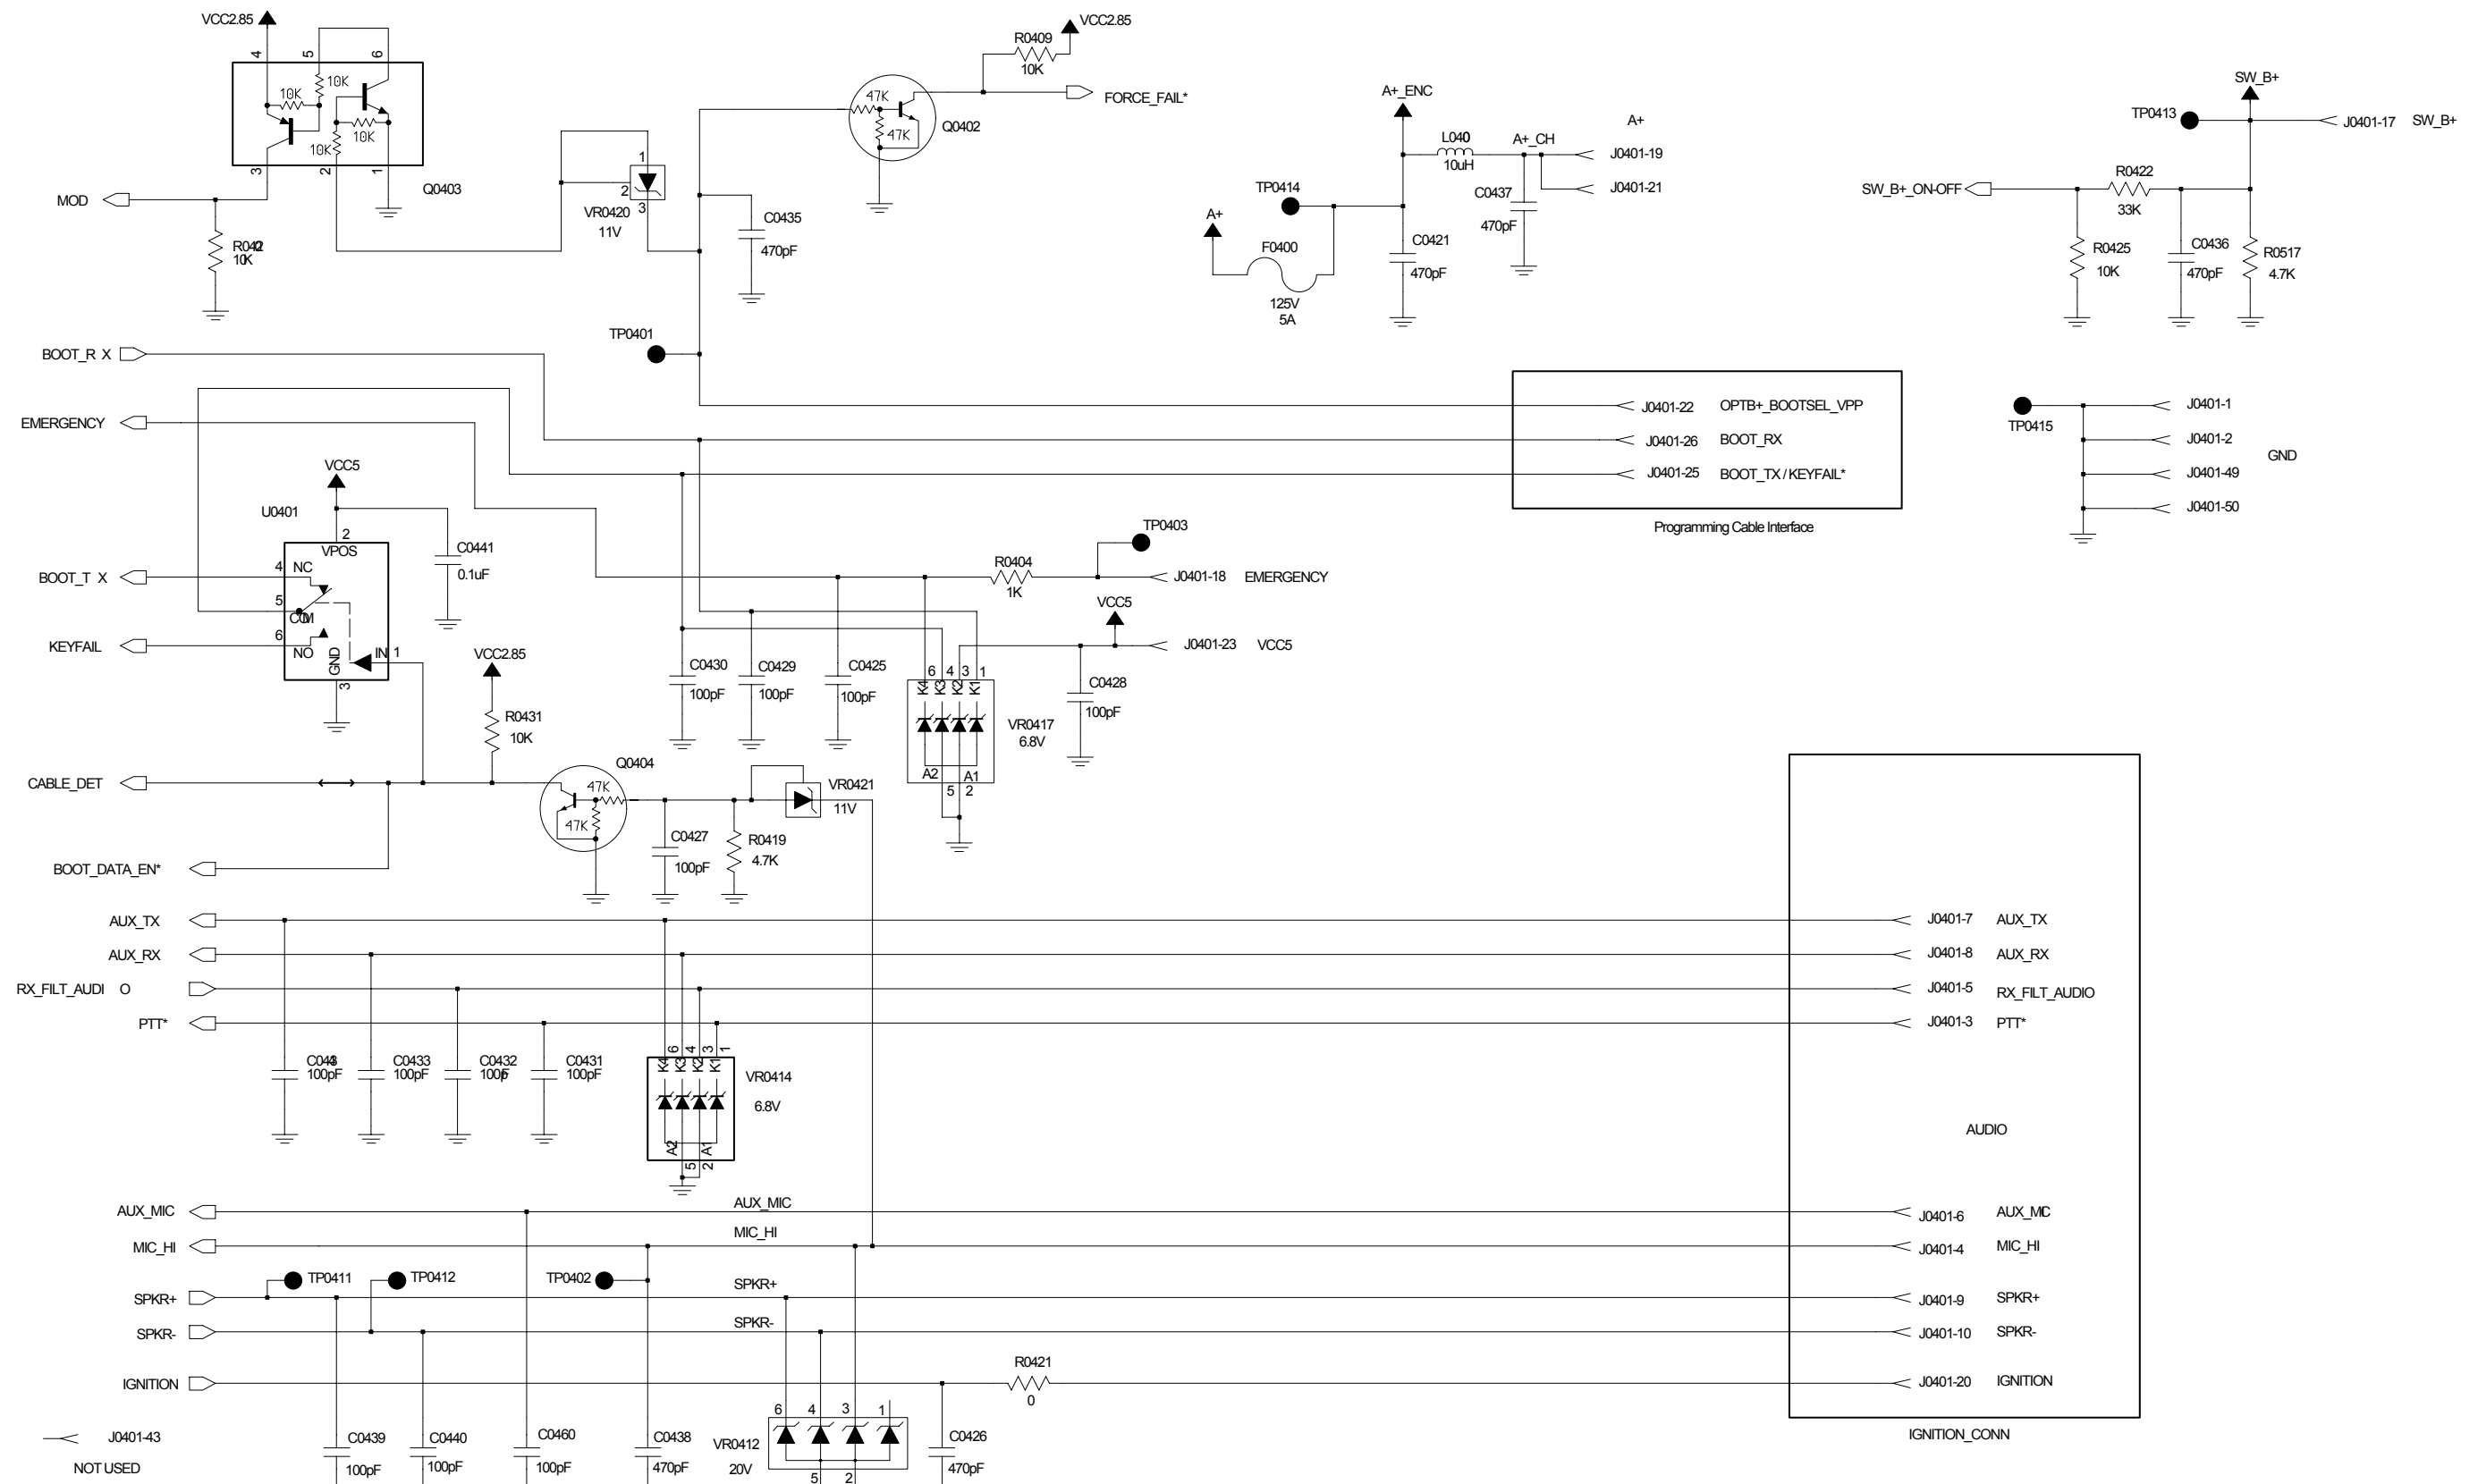 VCC2.85
4
5
6
10K
10K
10K
10K
3
2
1
Q0403
MOD
10K
VR0420
11V
1
2
3
C0435
470pF
47K
47K
Q0402
R0409
10K
VCC2.85
FORCE_FAIL*
A+_ENC
A+
L040
10uH
A+_CH
J0401-19
J0401-21
C0437
470pF
TP0414
A+
F0400
125V
5A
C0421
470pF
SW_B+
TP0413
J0401-17 SW_B+
SW_B+_ON-OFF
R0422
33K
R0425
10K
C0436
470pF
R0517
4.7K
TP0401
BOOT_R X
EMERGENCY
J0401-22 OPTB+_BOOTSEL_VPP
J0401-26 BOOT_RX
J0401-25 BOOT_TX / KEYFAIL*
Programming Cable Interface
TP0415
J0401-1
J0401-2
GND
J0401-49
J0401-50
VCC5
U0401
2
VPOS
C0441
0.1uF
BOOT_T X
4 NC
5
COM
6
NO
GND
IN 1
3
KEYFAIL
TP0403
R0404
1K
J0401-18 EMERGENCY
VCC5
J0401-23 VCC5
C0430
100pF
C0429
100pF
C0425
100pF
6 4 3 1
K4 K3 K2 K1
A2 A1
5 2
VR0417
6.8V
C0428
100pF
VCC2.85
R0431
10K
CABLE_DET
Q0404
47K
47K
VR0421
11V
C0427
100pF
R0419
4.7K
BOOT_DATA_EN*
AUX_TX
J0401-7 AUX_TX
AUX_RX
J0401-8 AUX_RX
RX_FILT_AUDI O
J0401-5 RX_FILT_AUDIO
PTT*
J0401-3 PTT*
100pF
C0433
100pF
C0432
100pF
C0431
100pF
6 4 3 1
K4 K3 K2 K1
A2 A1
5 2
VR0414
6.8V
AUDIO
AUX_MIC
AUX_MIC
J0401-6 AUX_MIC
MIC_HI
MIC_HI
J0401-4 MIC_HI
TP0411
TP0412
TP0402
SPKR+
SPKR+
J0401-9 SPKR+
SPKR-
SPKR-
J0401-10 SPKR-
IGNITION
R0421
0
J0401-20 IGNITION
IGNITION_CONN
J0401-43
NOT USED
C0439
100pF
C0440
100pF
C0460
100pF
C0438
470pF
VR0412
20V
6 4 3 1
5 2
C0426
470pF